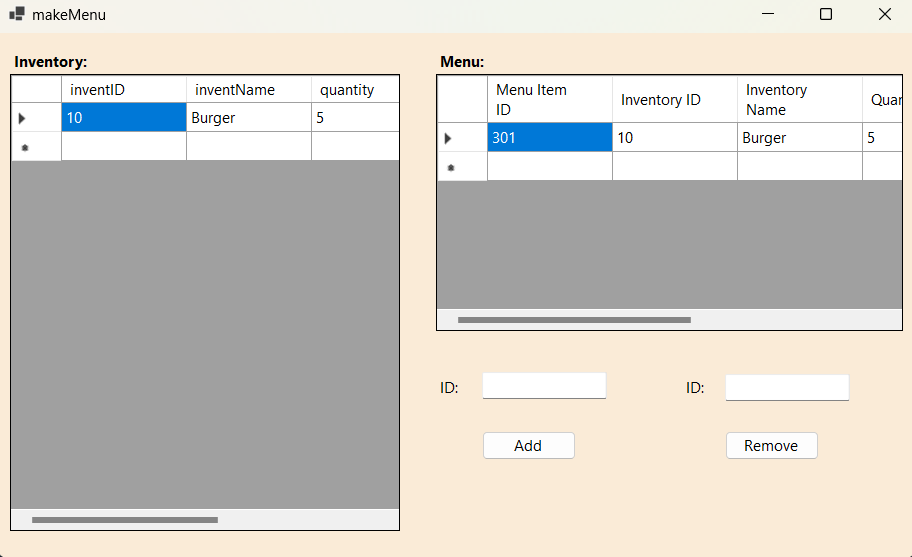 makeMenu
Inventory:
inventID inventName quantity
10 Burger 5
Menu:
Menu Item ID Inventory ID Inventory Name Quan
301 10 Burger 5
ID:
ID:
Add
Remove